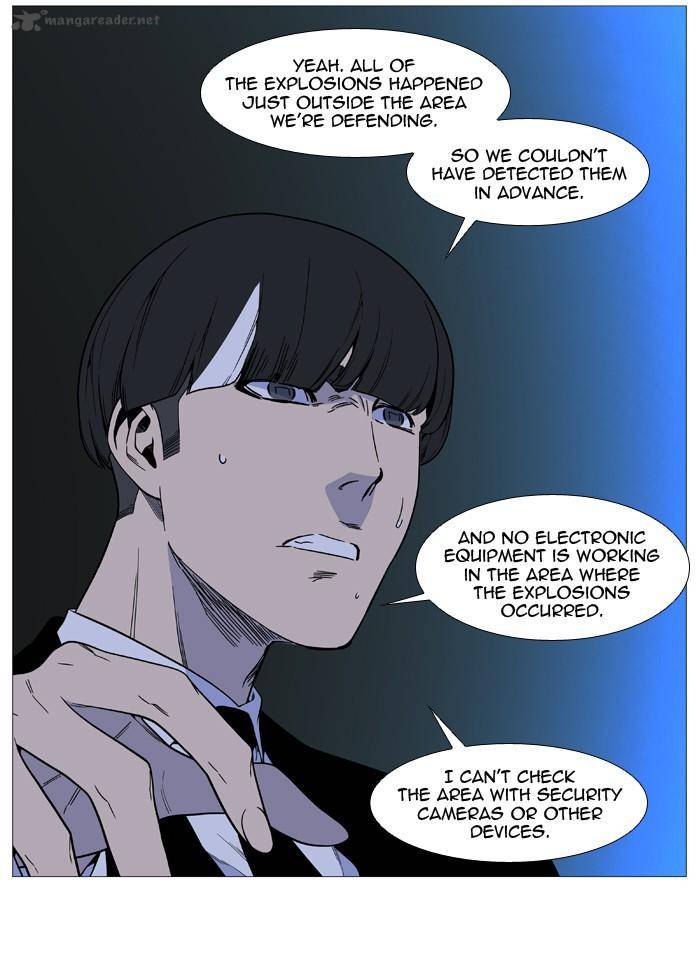 mangareader.net
YEAH. ALL OF
THE EXPLOSIONS HAPPENED
JUST OUTSIDE THE AREA
WE'RE DEFENDING.
SO WE COULDN'T
HAVE DETECTED THEM
IN ADVANCE.
AND NO ELECTRONIC
EQUIPMENT IS WORKING
IN THE AREA WHERE
THE EXPLOSIONS
OCCURRED.
I CAN'T CHECK
THE AREA WITH SECURITY
CAMERAS OR OTHER
DEVICES.